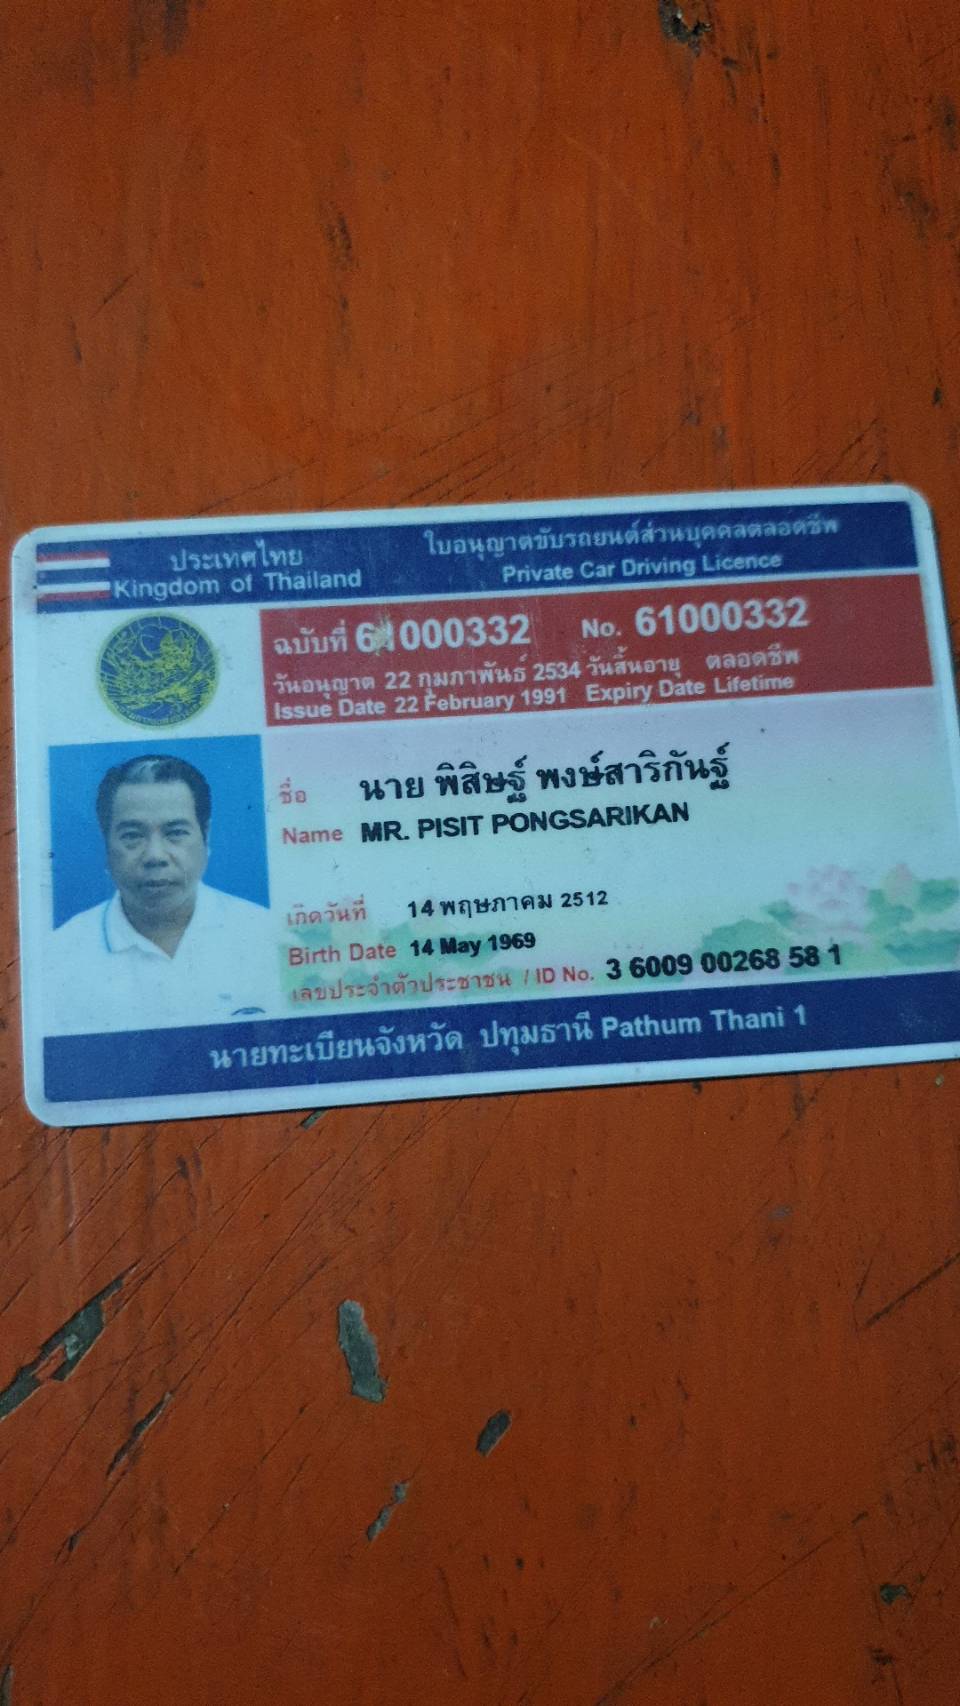 ประเทศไทย
Kingdom of Thailand
ใบอนุญาตขับรถยนต์ส่วนบุคคลตลอดชีพ
Private Car Driving Licence
ฉบับที่ 61000332 No. 61000332
วันอนุญาต 22 กุมภาพันธ์ 2534 วันสิ้นอายุ ตลอดชีพ
Issue Date 22 February 1991 Expiry Date Lifetime
ชื่อ นาย พิสิษฐ์ พงษ์สาริกันฐ์
Name MR. PISIT PONGSARIKAN
เกิดวันที่ 14 พฤษภาคม 2512
Birth Date 14 May 1969
เลขประจำตัวประชาชน / ID No. 3 6009 00268 58 1
นายทะเบียนจังหวัด ปทุมธานี Pathum Thani 1